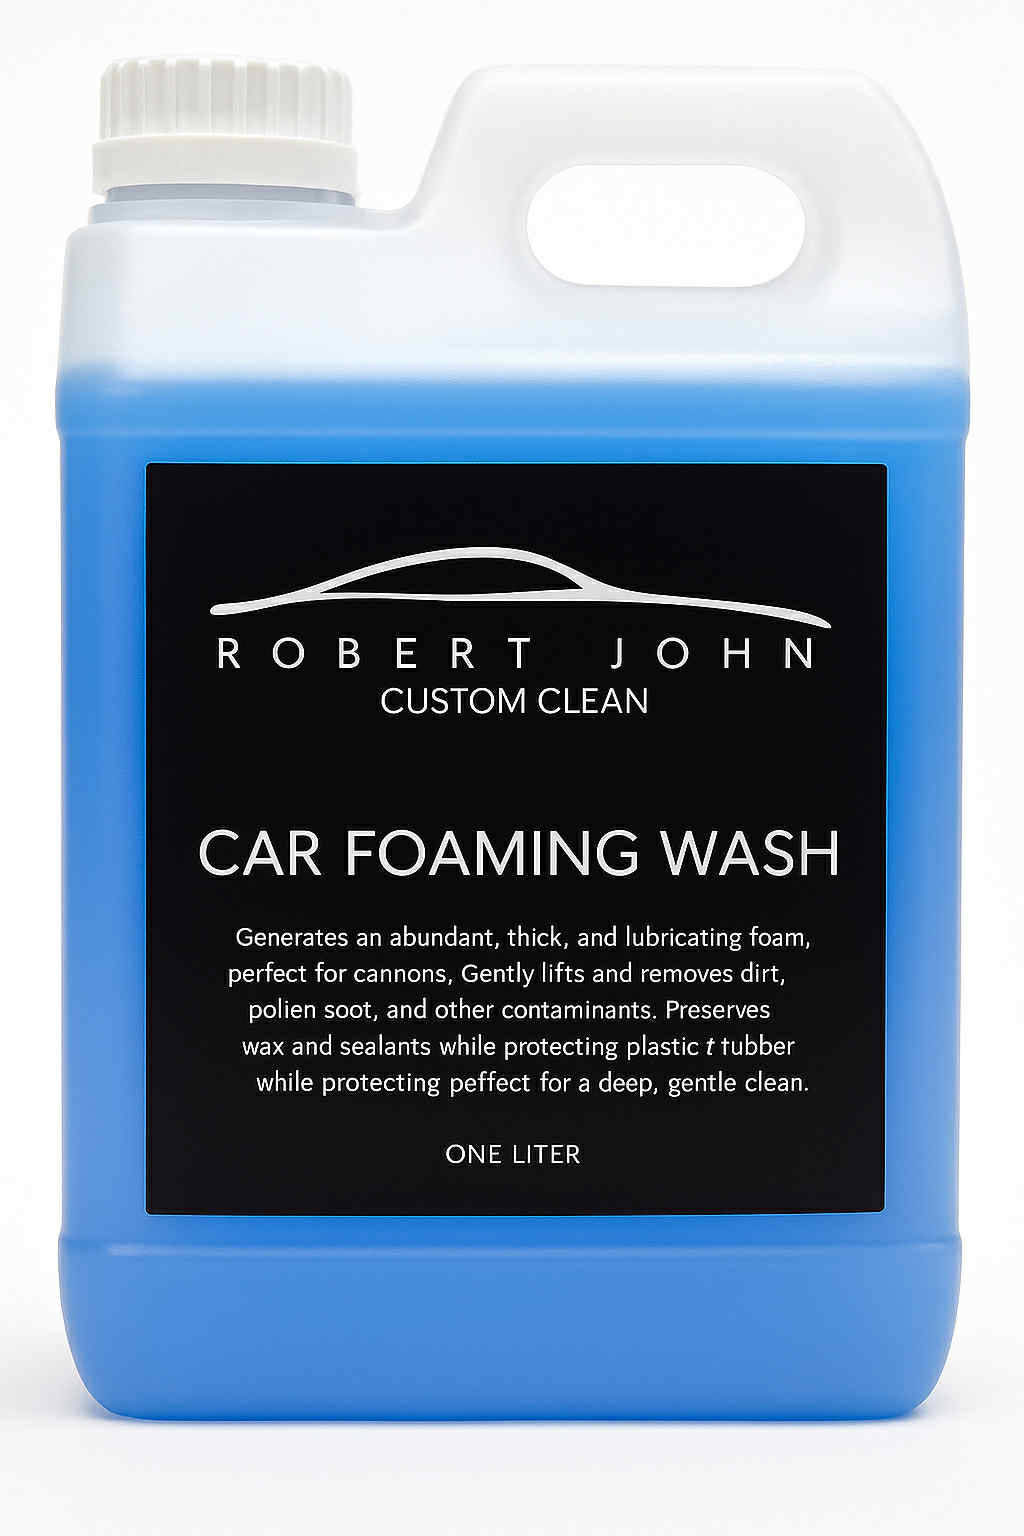 ROBERT JOHN
CUSTOM CLEAN
CAR FOAMING WASH
Generates an abundant, thick, and lubricating foam,
perfect for cannons, Gently lifts and removes dirt,
polien soot, and other contaminants. Preserves
wax and sealants while protecting plastic t tubber
while protecting peffect for a deep, gentle clean.
ONE LITER